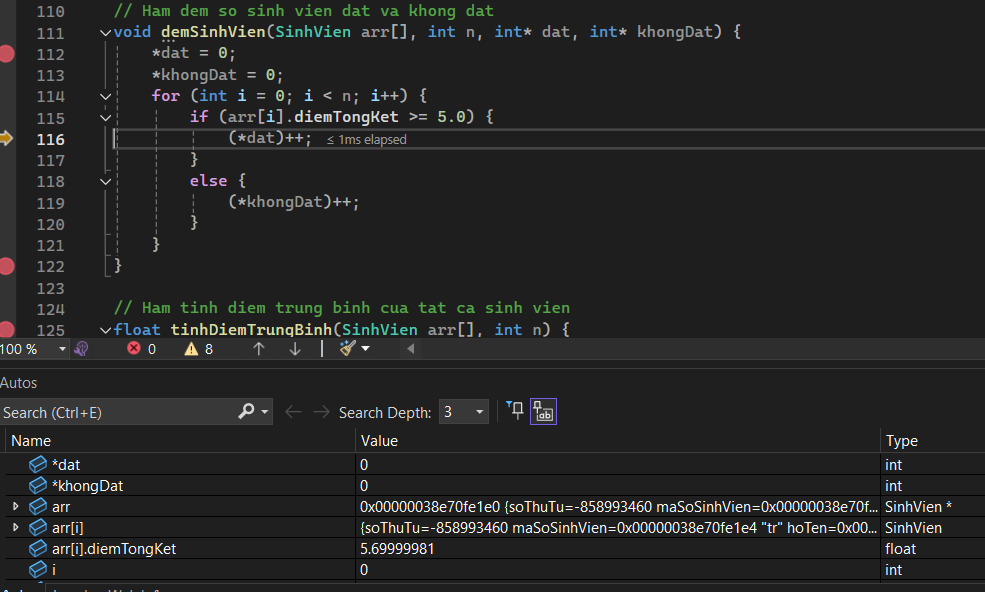 110 // Ham dem so sinh vien dat va khong dat
111 void demSinhVien(SinhVien arr[], int n, int* dat, int* khongDat) {
112 *dat = 0;
113 *khongDat = 0;
114 for (int i = 0; i < n; i++) {
115 if (arr[i].diemTongKet >= 5.0) {
116 (*dat)++; ≤ 1ms elapsed
117 }
118 else {
119 (*khongDat)++;
120 }
121 }
122 }
123
124 // Ham tinh diem trung binh cua tat ca sinh vien
125 float tinhDiemTrungBinh(SinhVien arr[], int n) {
100 % 0 8
Autos
Search (Ctrl+E) Search Depth: 3
Name Value Type
*dat 0 int
*khongDat 0 int
arr 0x00000038e70fe1e0 {soThuTu=-858993460 maSoSinhVien=0x00000038e70f... SinhVien *
arr[i] {soThuTu=-858993460 maSoSinhVien=0x00000038e70fe1e4 "tr" hoTen=0x00... SinhVien
arr[i].diemTongKet 5.69999981 float
i 0 int